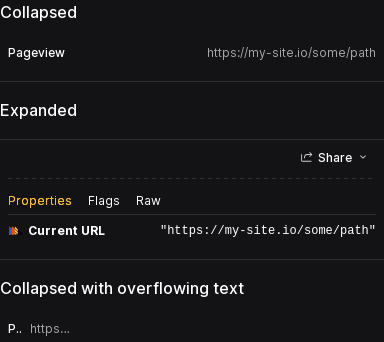 Collapsed
Pageview https://my-site.io/some/path
Expanded
Share
Properties Flags Raw
Current URL "https://my-site.io/some/path"
Collapsed with overflowing text
P.. https...